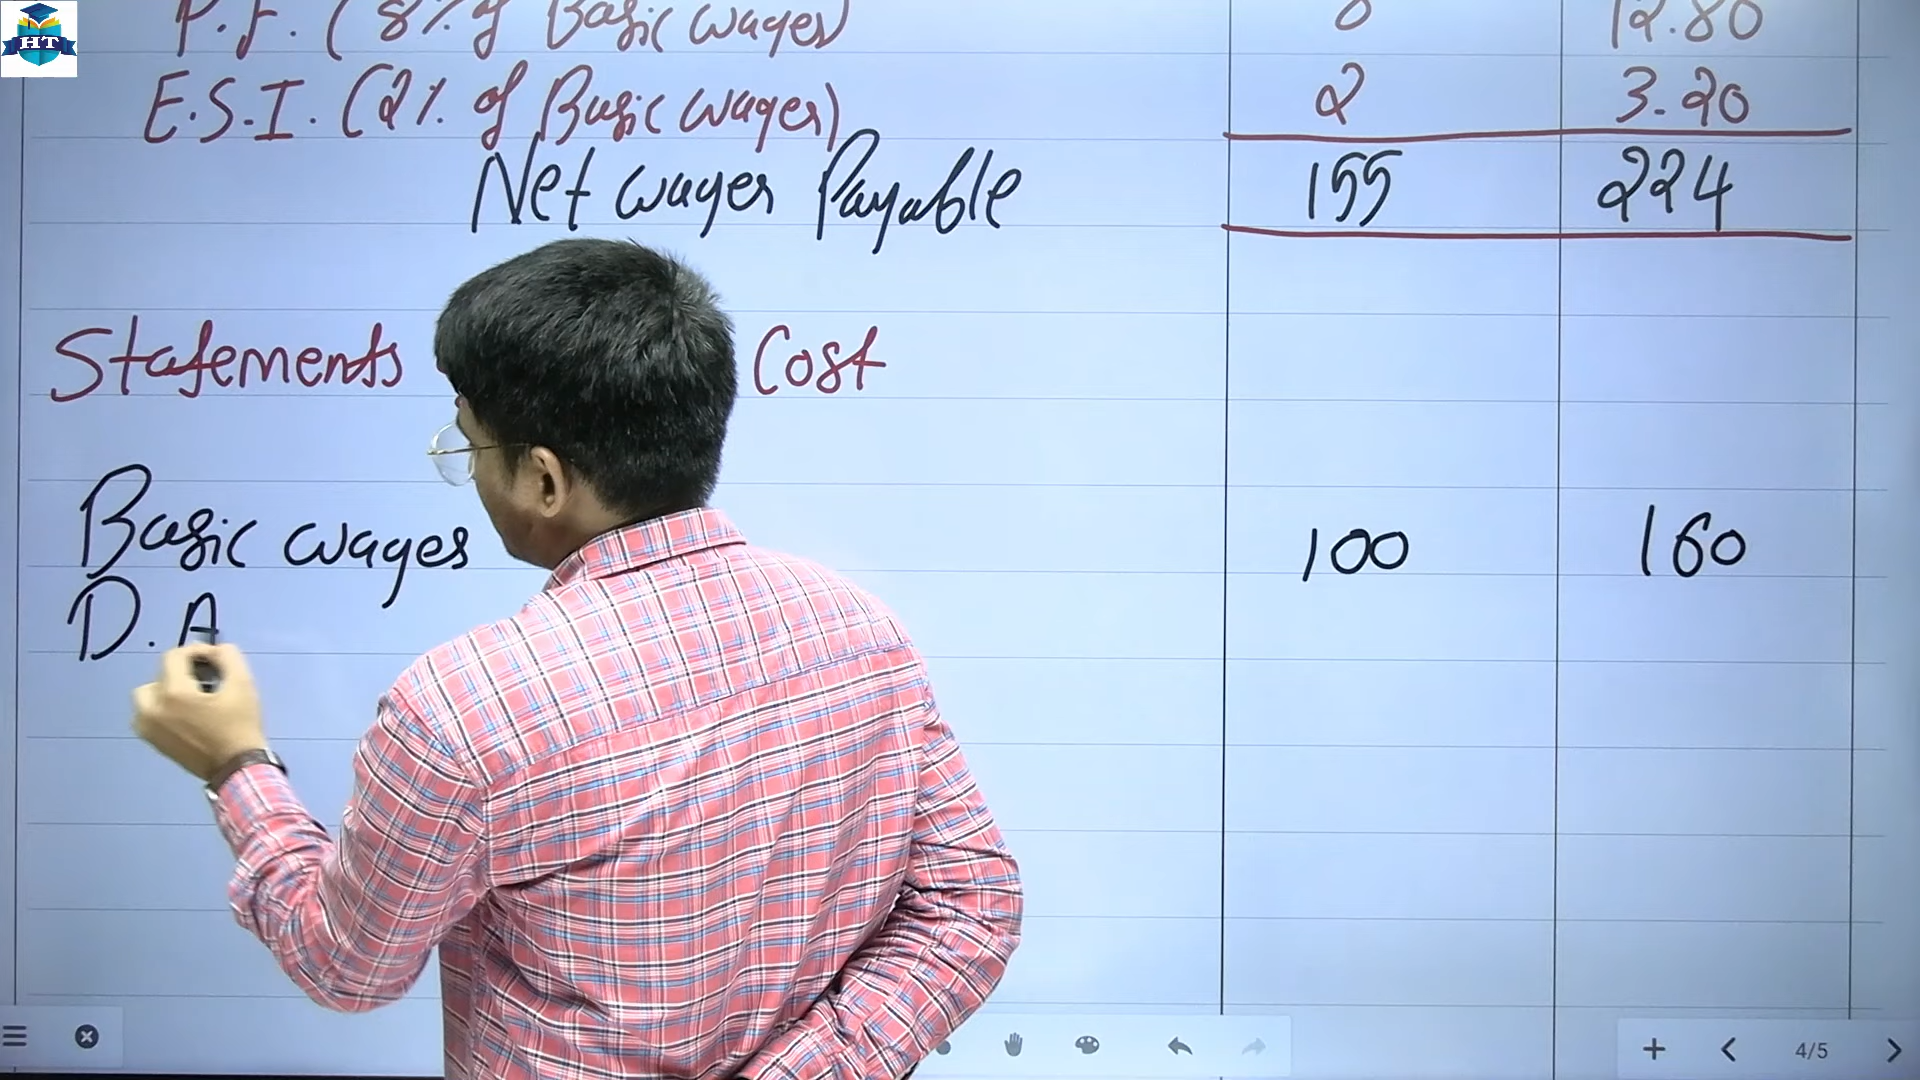 HT
P.F. (8% of Basic wages) 8 12.80
E.S.I. (2% of Basic wages) 2 3.20
Net wages Payable 155 224
Statements Cost
Basic wages 100 160
D.A
4/5